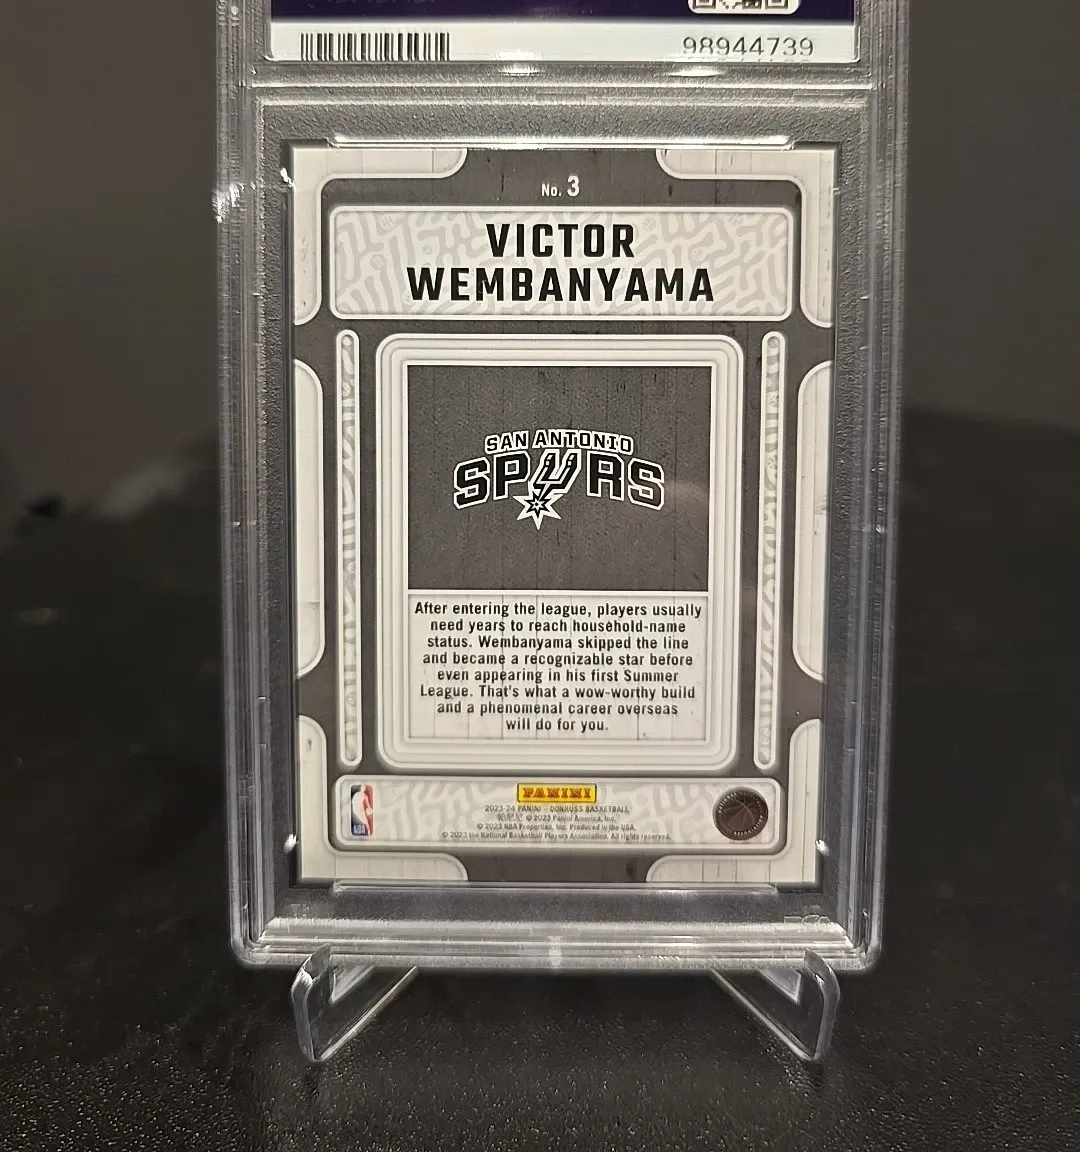 98944739
No. 3
VICTOR
WEMBANYAMA
SAN ANTONIO
SPURS
After entering the league, players usually
need years to reach household-name
status. Wembanyama skipped the line
and became a recognizable star before
even appearing in his first Summer
League. That's what a wow-worthy build
and a phenomenal career overseas
will do for you.
PANINI
2023-24 PANINI – DONRUSS BASKETBALL
© 2023 Panini America, Inc.
© 2023 NBA Properties, Inc. Produced in the USA.
© 2023 the National Basketball Players Association. All rights reserved.
NBA